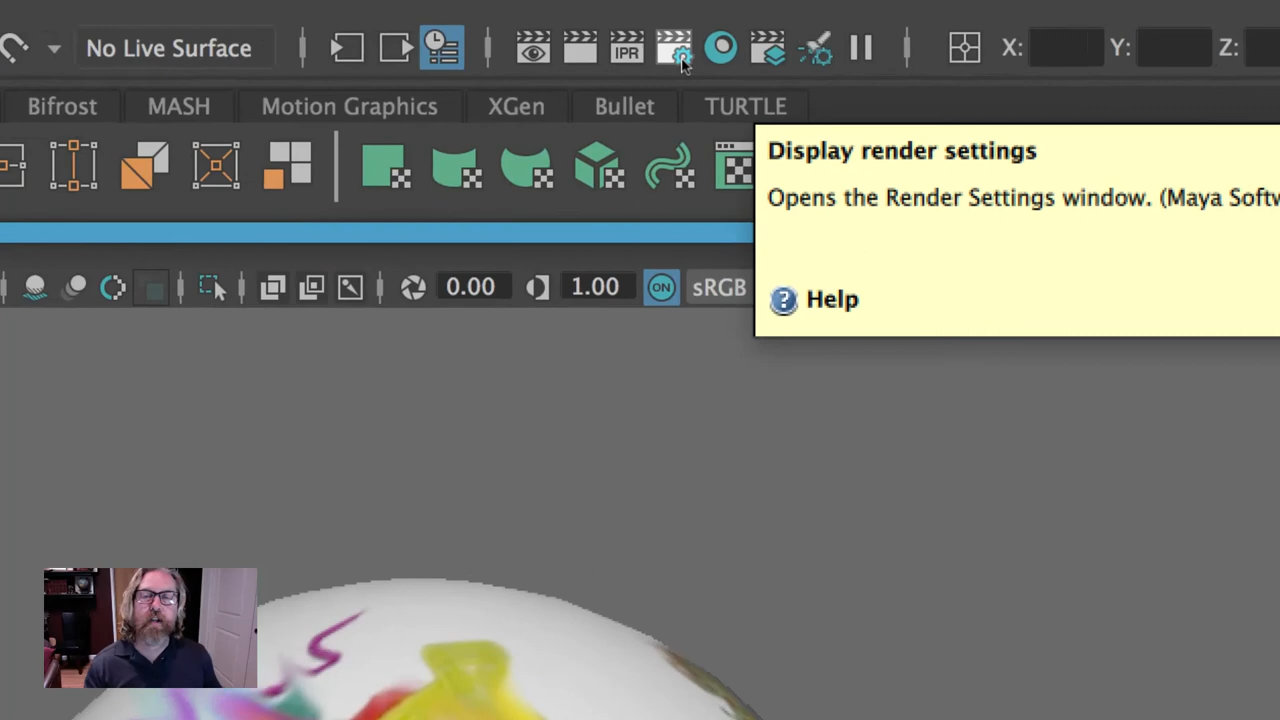 No Live Surface
IPR
X:
Y:
Z:
Bifrost
MASH
Motion Graphics
XGen
Bullet
TURTLE
Display render settings
Opens the Render Settings window. (Maya Softw
Help
0.00
1.00
ON
sRGB